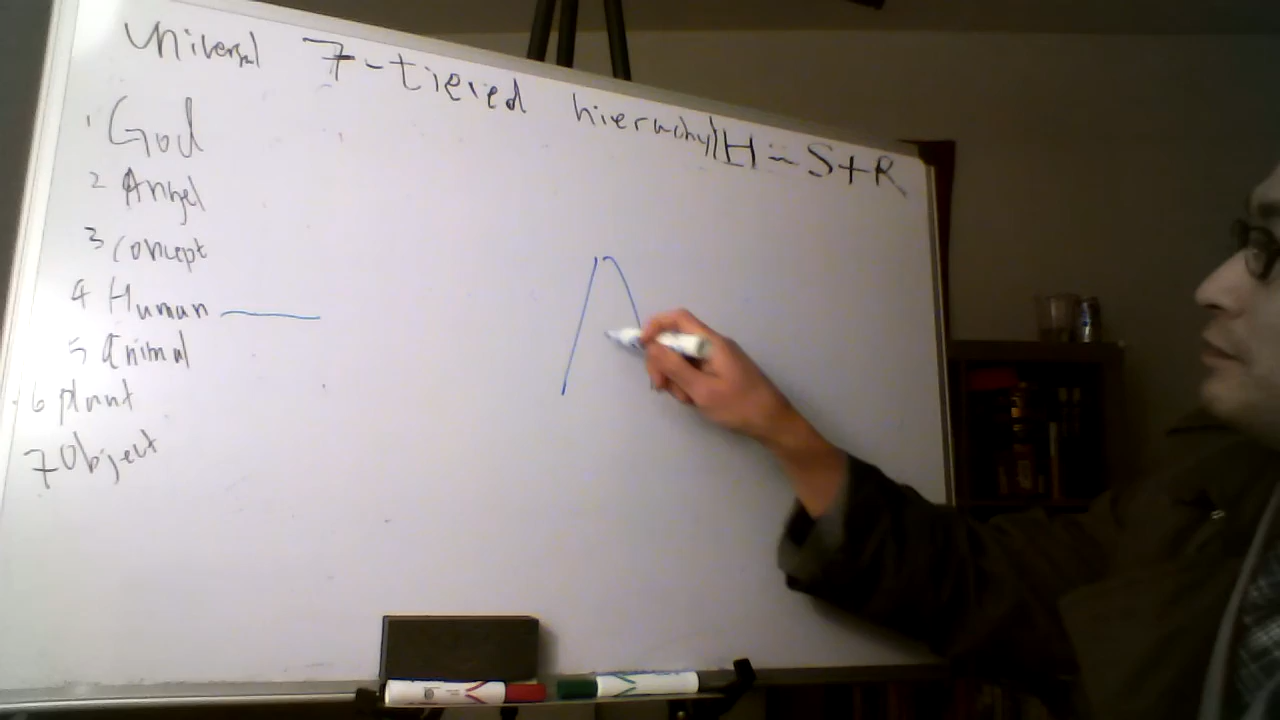 universal 7-tiered hierarchy/H = S+R
1 God
2 Angel
3 Concept
4 Human
5 animal
6 plant
7 Object